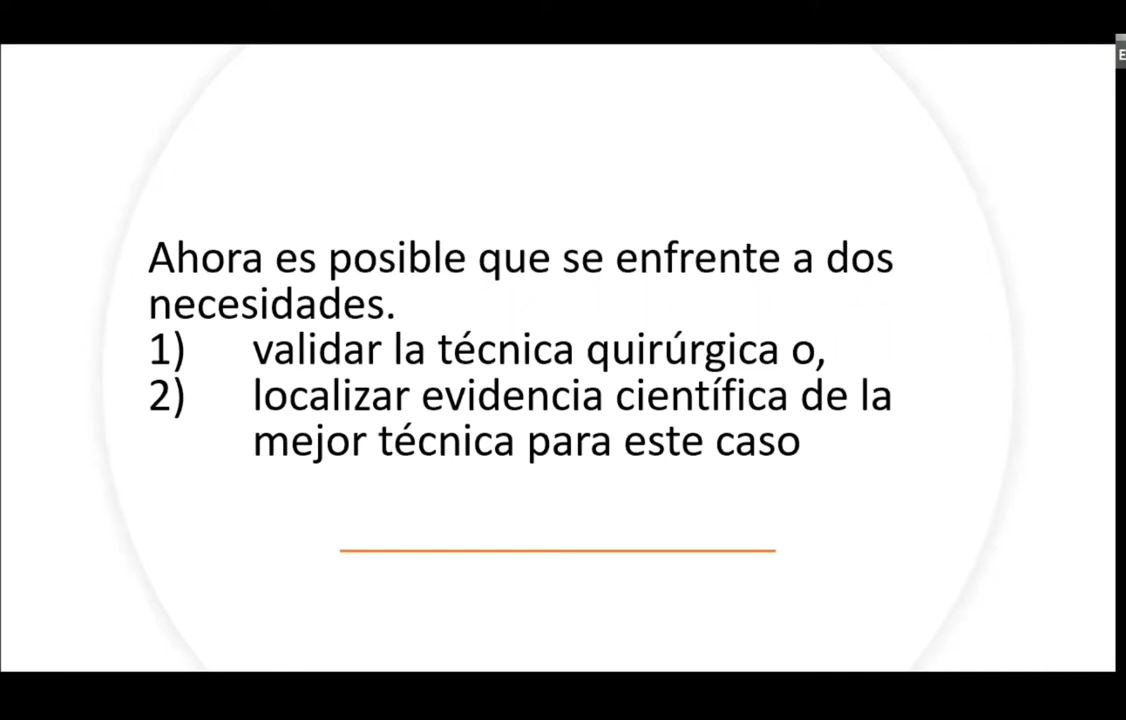 Ahora es posible que se enfrente a dos
necesidades.
1) validar la técnica quirúrgica o,
2) localizar evidencia científica de la
mejor técnica para este caso
E